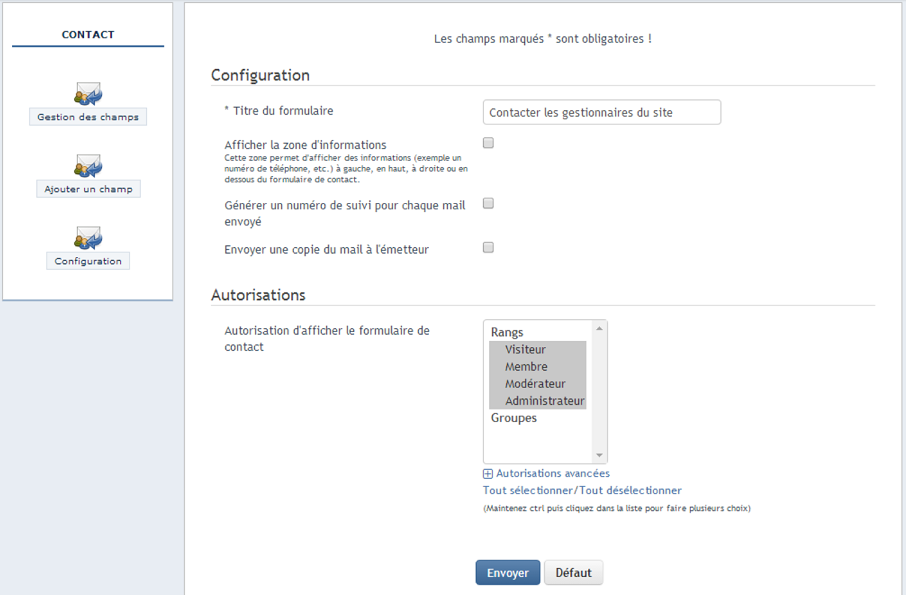 CONTACT
Gestion des champs
Ajouter un champ
Configuration
Les champs marqués * sont obligatoires !
Configuration
* Titre du formulaire
Contacter les gestionnaires du site
Afficher la zone d'informations
Cette zone permet d'afficher des informations (exemple un
numéro de téléphone, etc.) à gauche, en haut, à droite ou en
dessous du formulaire de contact.
Générer un numéro de suivi pour chaque mail
envoyé
Envoyer une copie du mail à l'émetteur
Autorisations
Autorisation d'afficher le formulaire de
contact
Rangs
Visiteur
Membre
Modérateur
Administrateur
Groupes
Autorisations avancées
Tout sélectionner/Tout désélectionner
(Maintenez ctrl puis cliquez dans la liste pour faire plusieurs choix)
Envoyer
Défaut